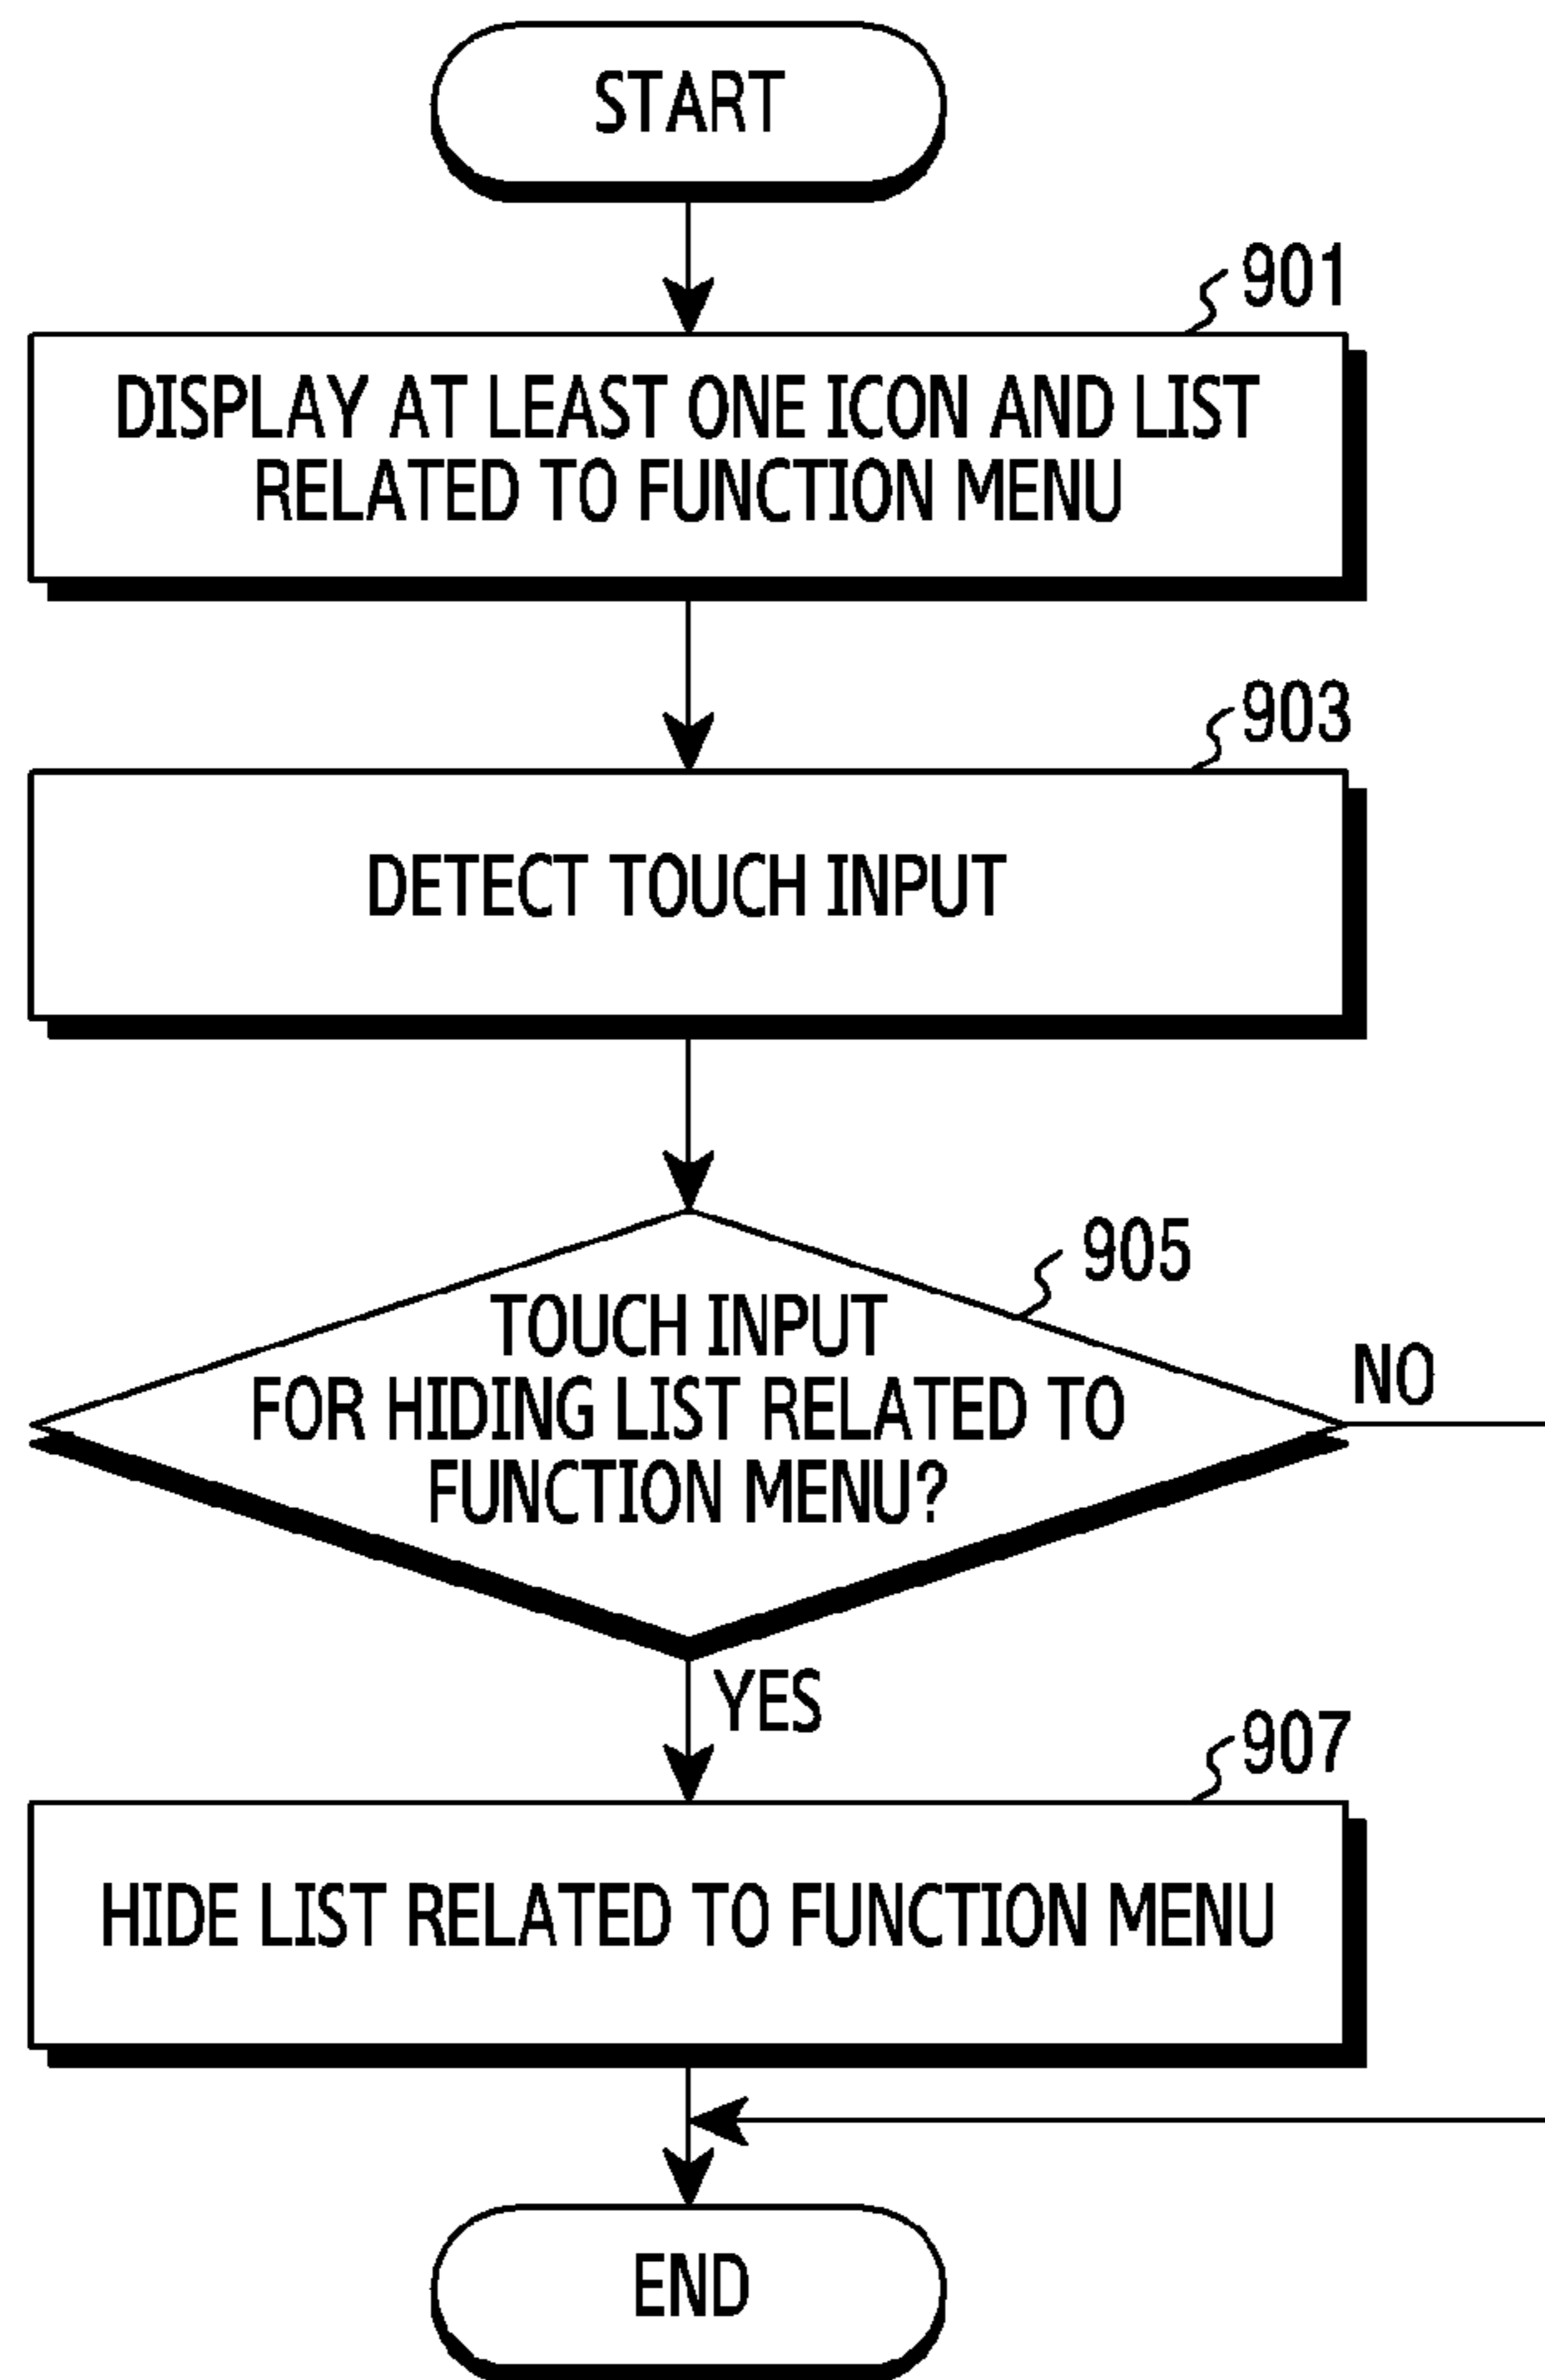 START
901
DISPLAY AT LEAST ONE ICON AND LIST
RELATED TO FUNCTION MENU
903
DETECT TOUCH INPUT
905
TOUCH INPUT
FOR HIDING LIST RELATED TO
FUNCTION MENU?
NO
YES
907
HIDE LIST RELATED TO FUNCTION MENU
END